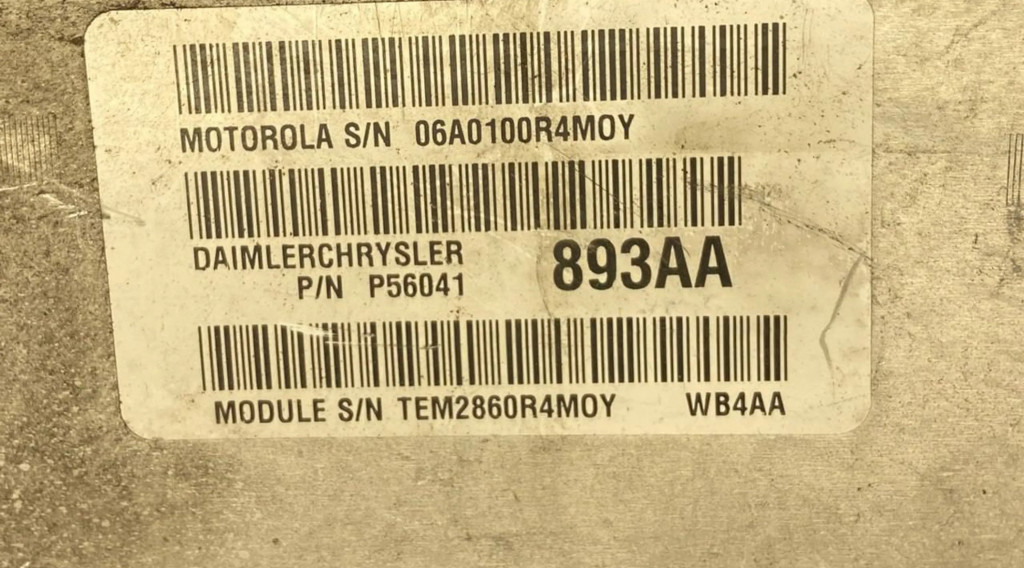 MOTOROLA S/N 06A0100R4MOY
DAIMLERCHRYSLER
P/N P56041 893AA
MODULE S/N TEM2860R4MOY WB4AA